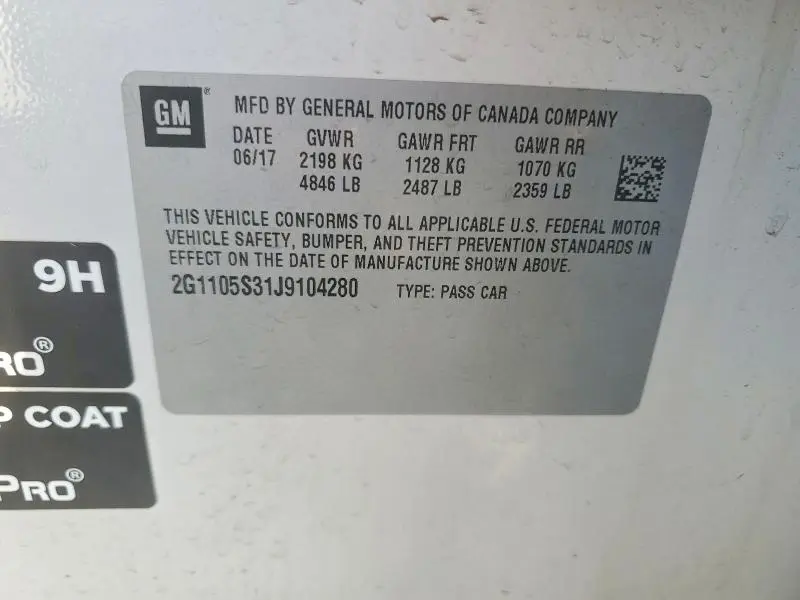 GM®
MFD BY GENERAL MOTORS OF CANADA COMPANY
DATE GVWR GAWR FRT GAWR RR
06/17 2198 KG 1128 KG 1070 KG
4846 LB 2487 LB 2359 LB
THIS VEHICLE CONFORMS TO ALL APPLICABLE U.S. FEDERAL MOTOR
VEHICLE SAFETY, BUMPER, AND THEFT PREVENTION STANDARDS IN
EFFECT ON THE DATE OF MANUFACTURE SHOWN ABOVE.
2G1105S31J9104280 TYPE: PASS CAR
9H
RO®
P COAT
PRO®